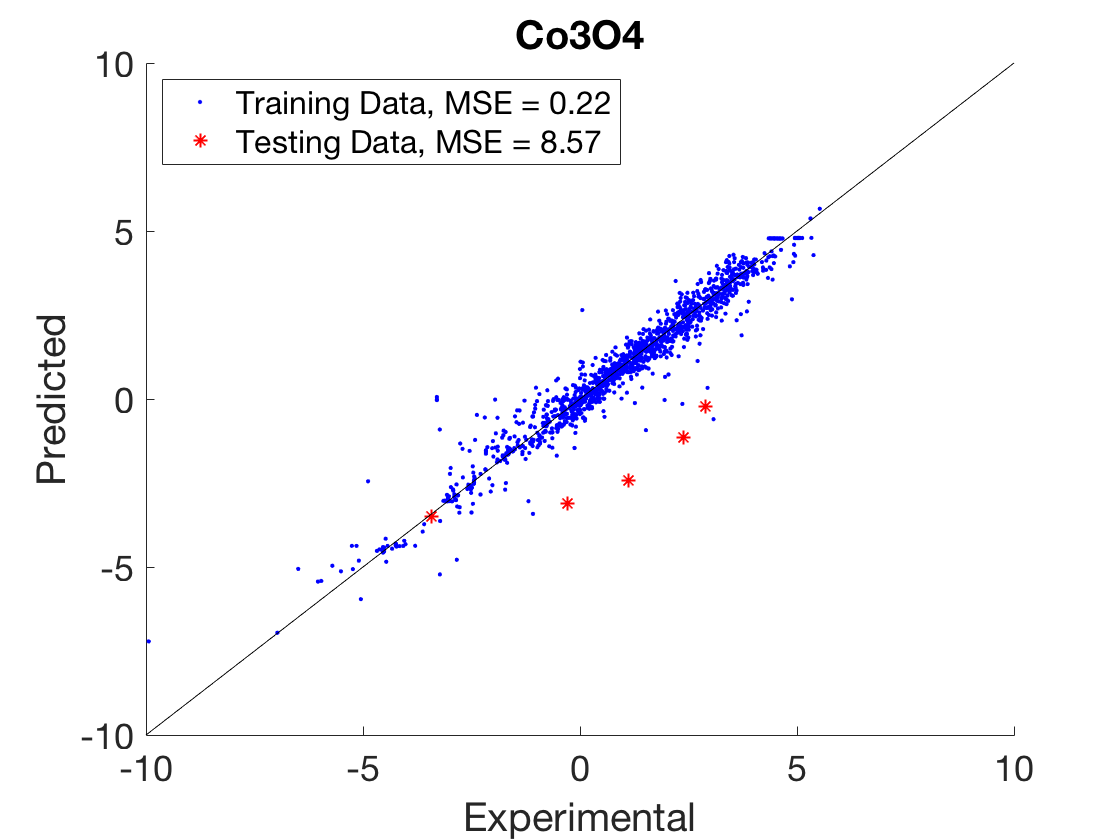 Co3O4
Training Data, MSE = 0.22
Testing Data, MSE = 8.57
10
5
0
-5
-10
Predicted
-10
-5
0
5
10
Experimental